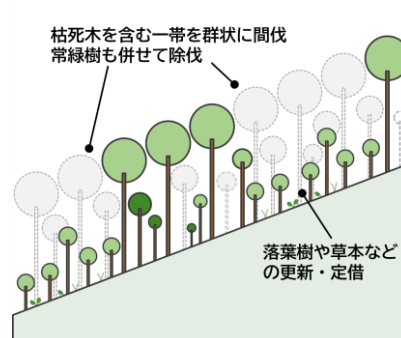 枯死木を含む一帯を群状に間伐
常緑樹も併せて除伐
落葉樹や草本など
の更新・定借